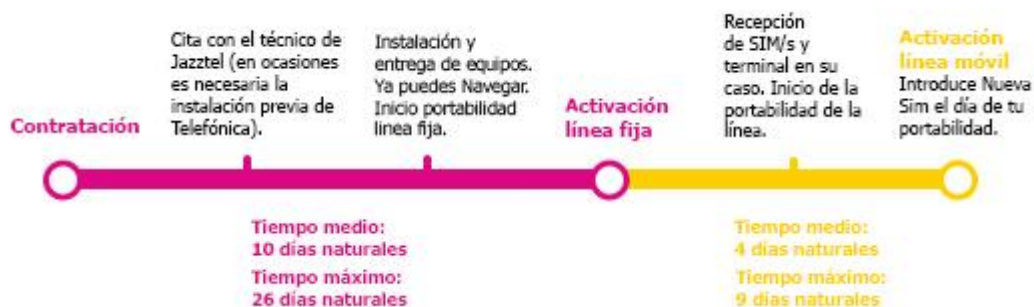 Contratación
Cita con el técnico de
Jazztel (en ocasiones
es necesaria la
instalación previa de
Telefónica).
Instalación y
entrega de equipos.
Ya puedes Navegar.
Inicio portabilidad
linea fija.
Activación
línea fija
Recepción
de SIM/s y
terminal en su
caso. Inicio de la
portabilidad de la
línea.
Activación
línea móvil
Introduce Nueva
Sim el día de tu
portabilidad.
Tiempo medio:
10 días naturales
Tiempo máximo:
26 días naturales
Tiempo medio:
4 días naturales
Tiempo máximo:
9 días naturales